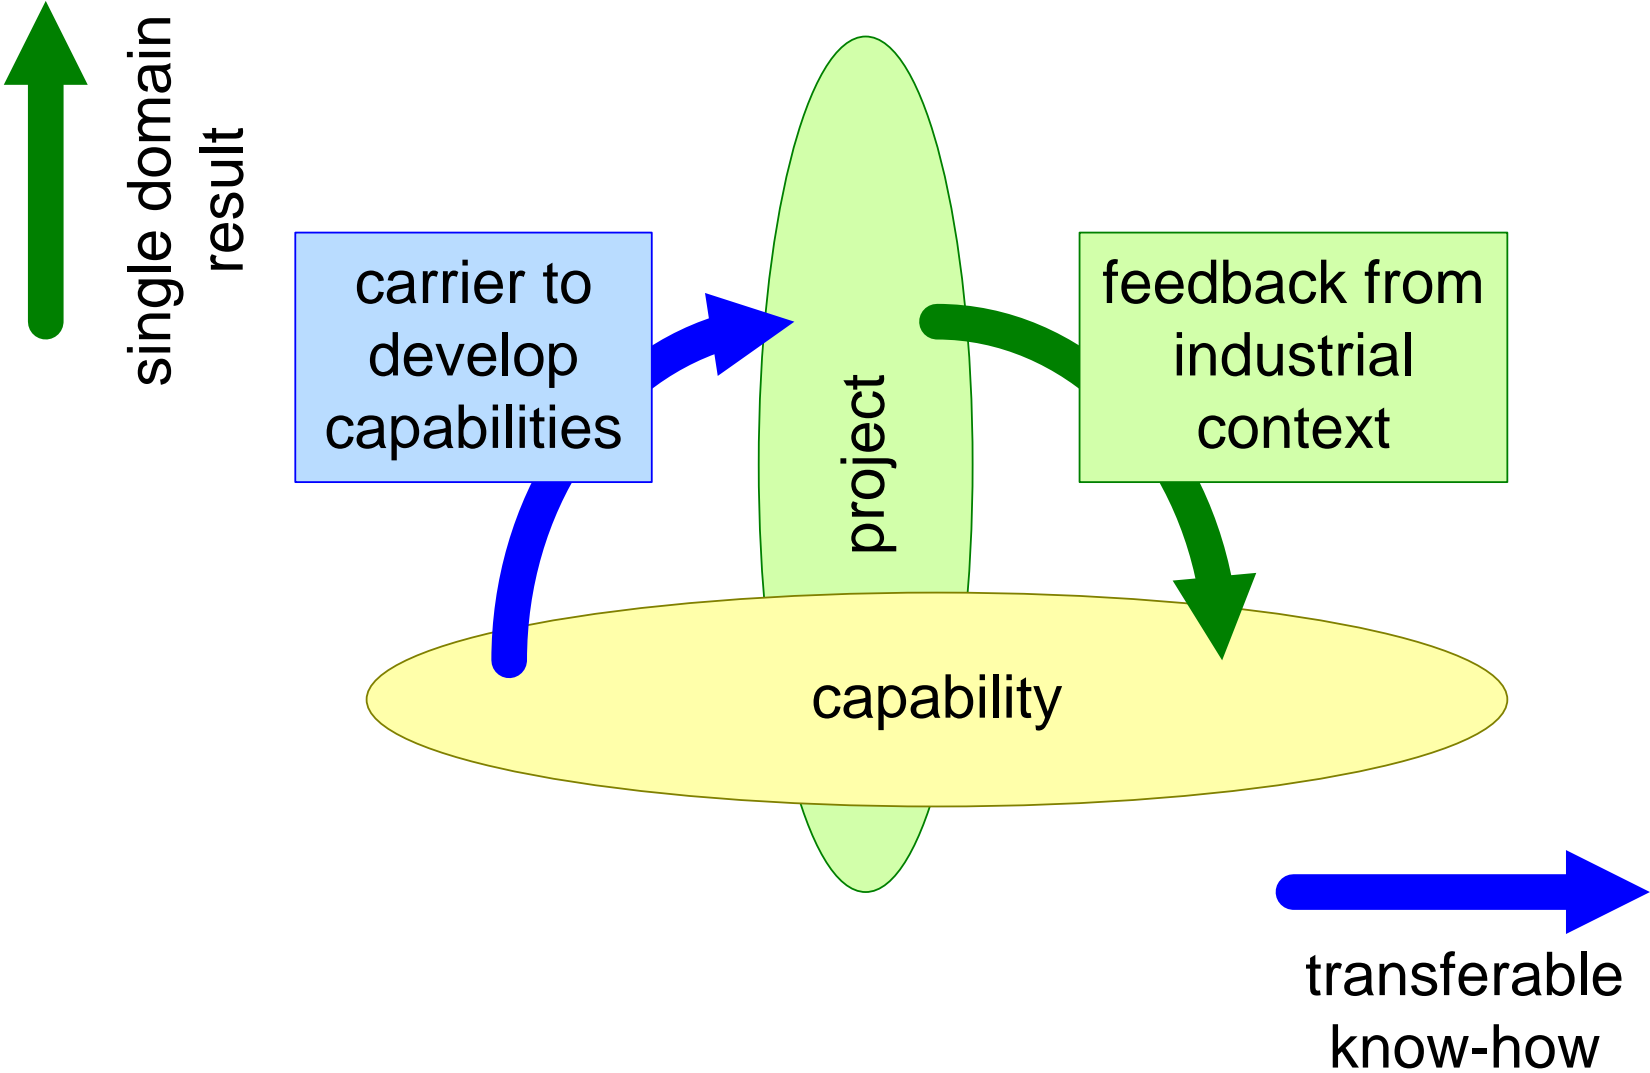 single domain
result
carrier to
develop
capabilities
project
feedback from
industrial
context
capability
transferable
know-how